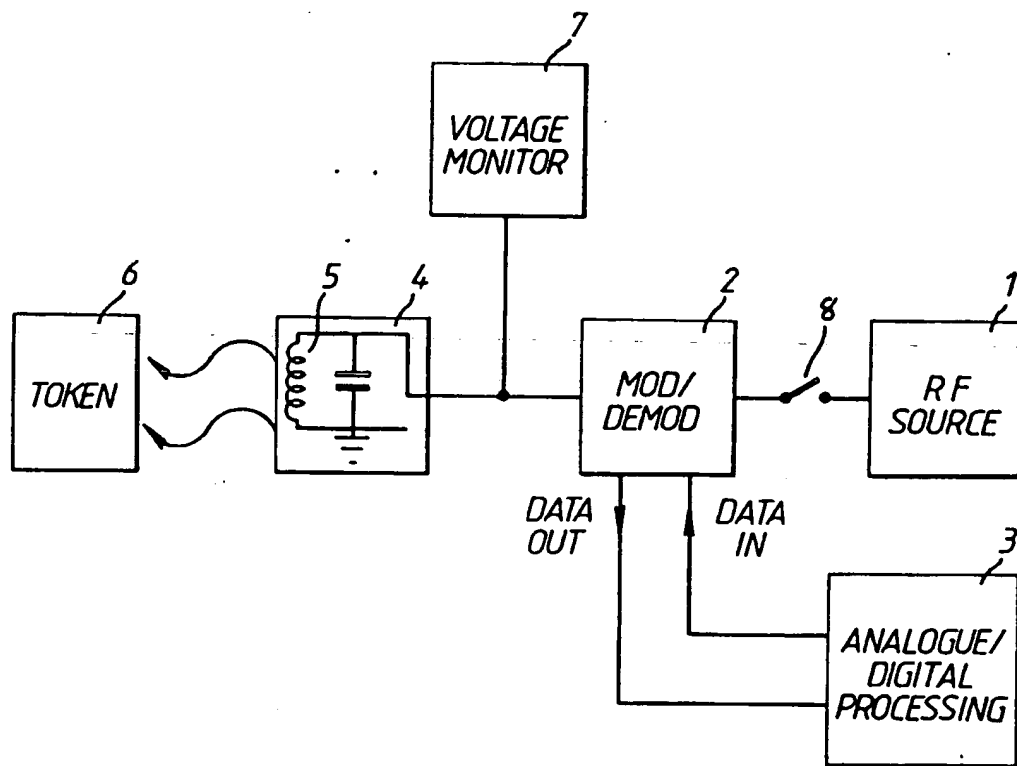 7
VOLTAGE
MONITOR
6
TOKEN
5
4
2
MOD/
DEMOD
8
1
RF
SOURCE
DATA
OUT
DATA
IN
3
ANALOGUE/
DIGITAL
PROCESSING